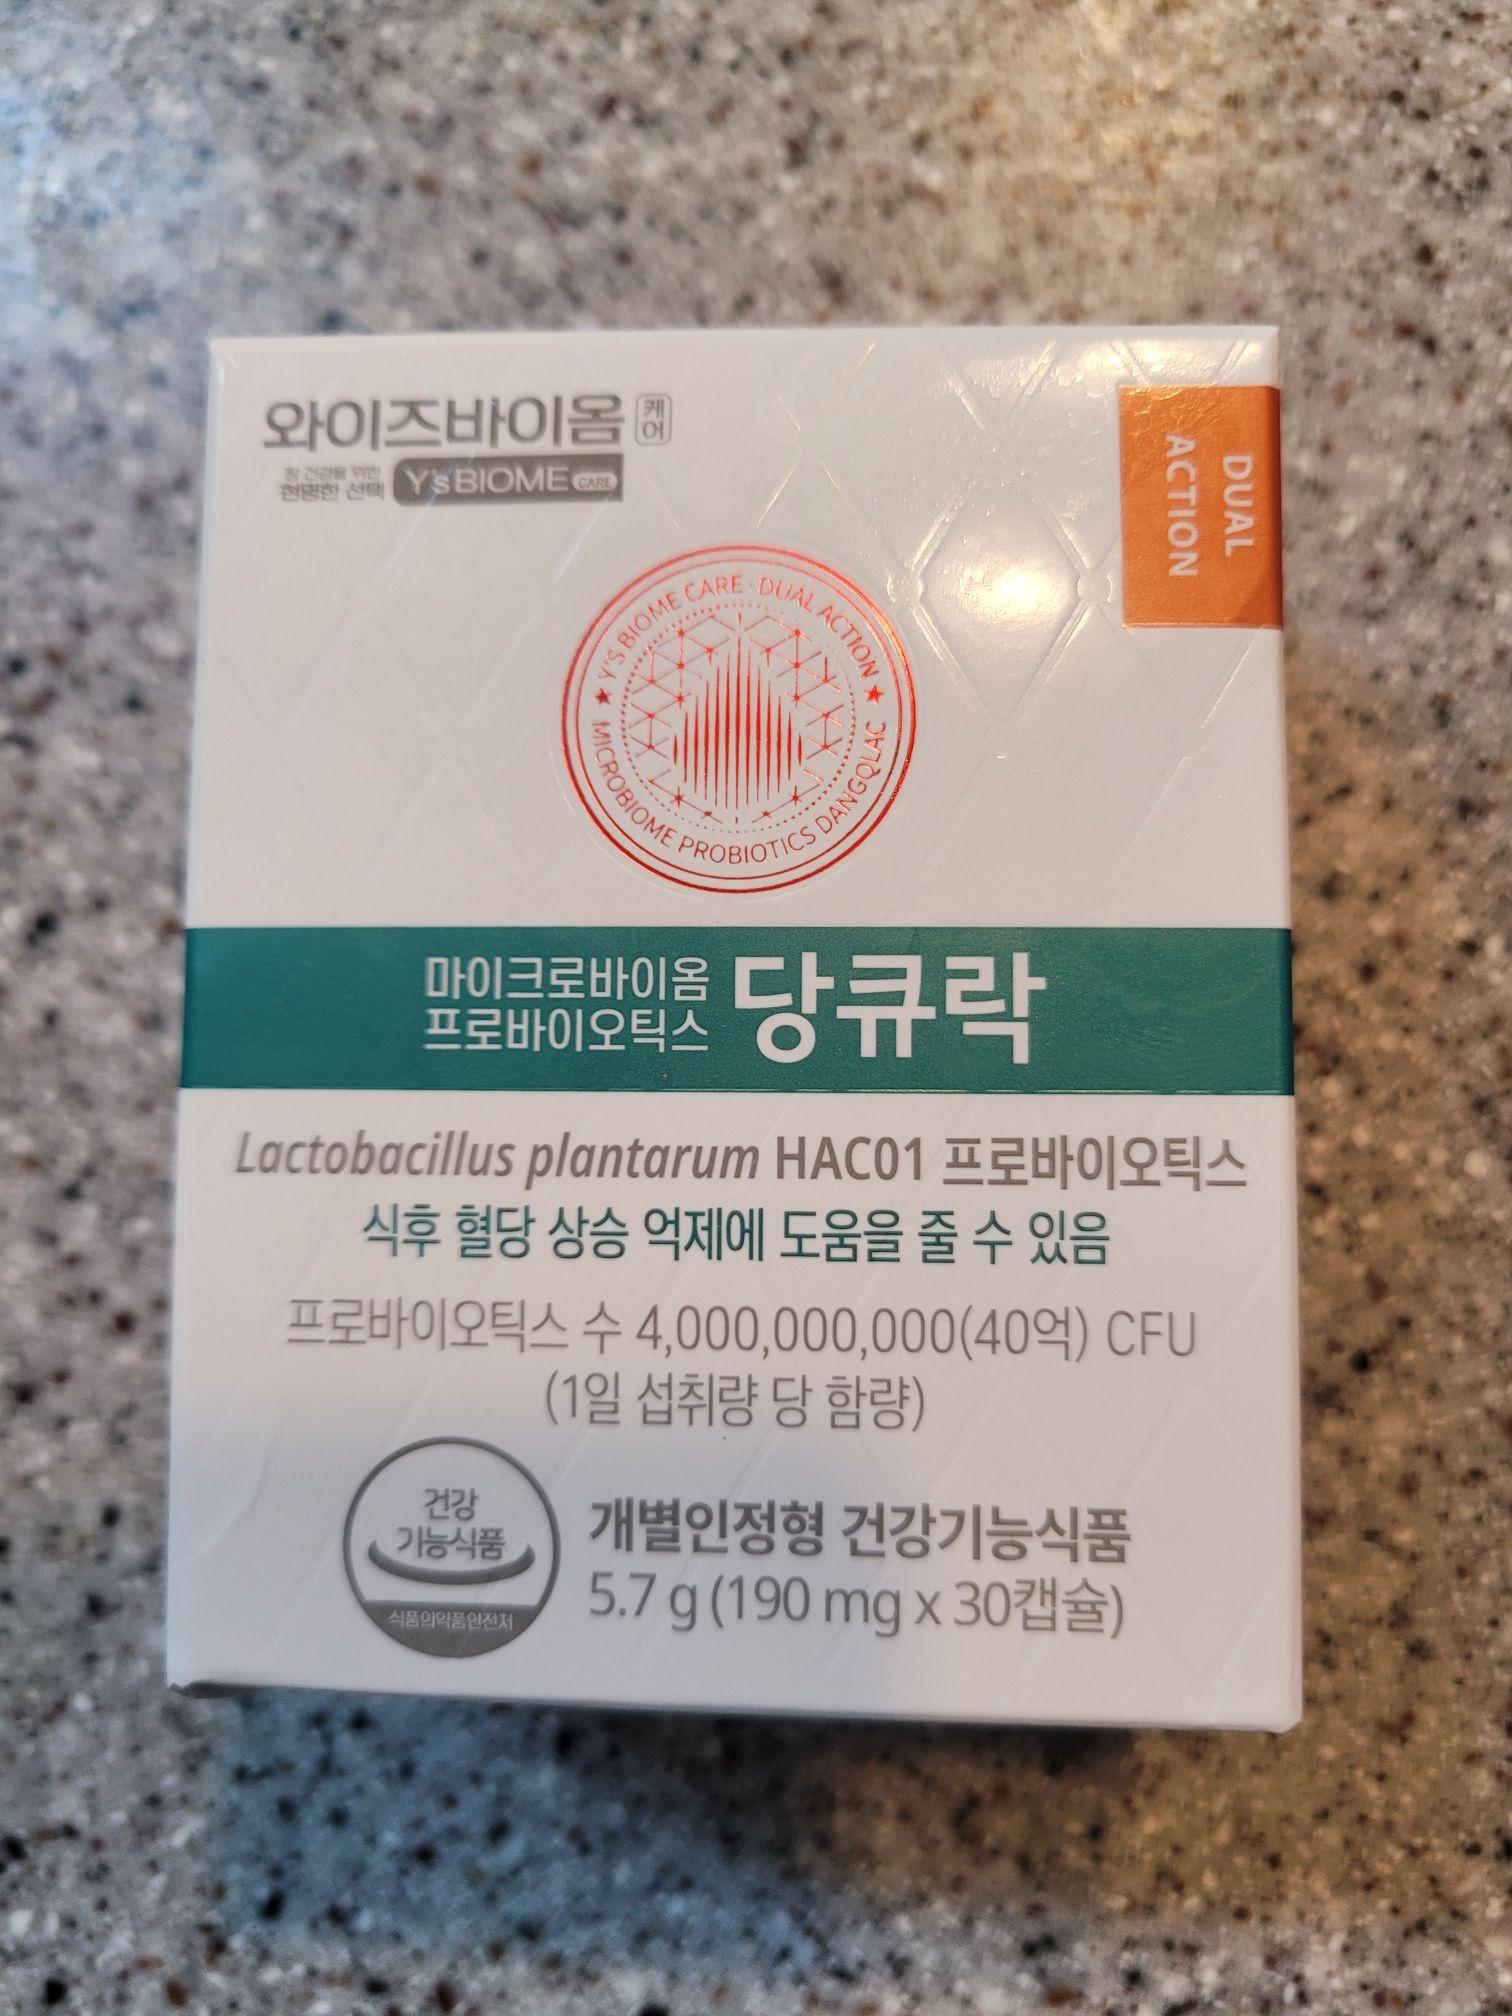 와이즈바이옴 케어
장 건강을 위한
현명한 선택 Y's BIOME CARE
DUAL
ACTION
Y'S BIOME CARE · DUAL ACTION
MICROBIOME PROBIOTICS DANGQLAC
마이크로바이옴
프로바이오틱스 당큐락
Lactobacillus plantarum HAC01 프로바이오틱스
식후 혈당 상승 억제에 도움을 줄 수 있음
프로바이오틱스 수 4,000,000,000(40억) CFU
(1일 섭취량 당 함량)
건강
기능식품
식품의약품안전처
개별인정형 건강기능식품
5.7 g (190 mg x 30캡슐)